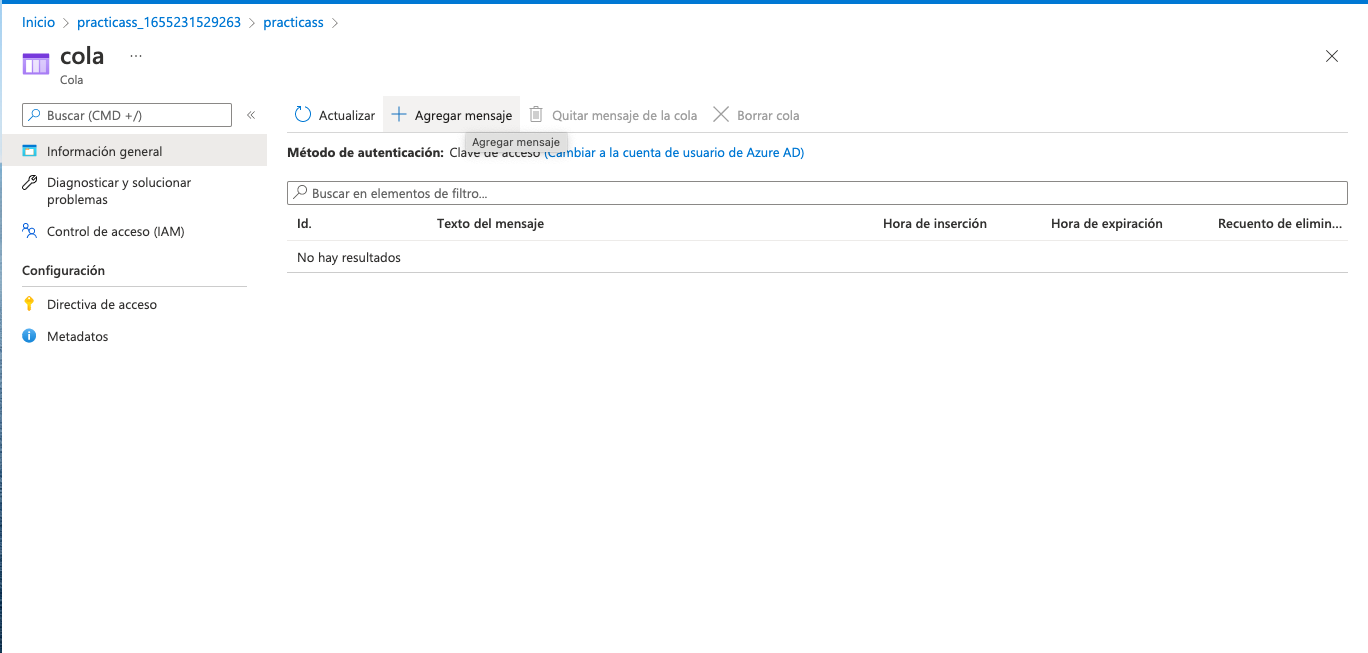 Inicio > practicass_1655231529263 > practicass >
cola ...
Cola
Buscar (CMD +/)
«
Actualizar
Agregar mensaje
Quitar mensaje de la cola
Borrar cola
Agregar mensaje
Información general
Método de autenticación: Clave de acceso (Cambiar a la cuenta de usuario de Azure AD)
Diagnosticar y solucionar
problemas
Control de acceso (IAM)
Configuración
Directiva de acceso
Metadatos
Buscar en elementos de filtro...
Id.
Texto del mensaje
Hora de inserción
Hora de expiración
Recuento de elimin...
No hay resultados